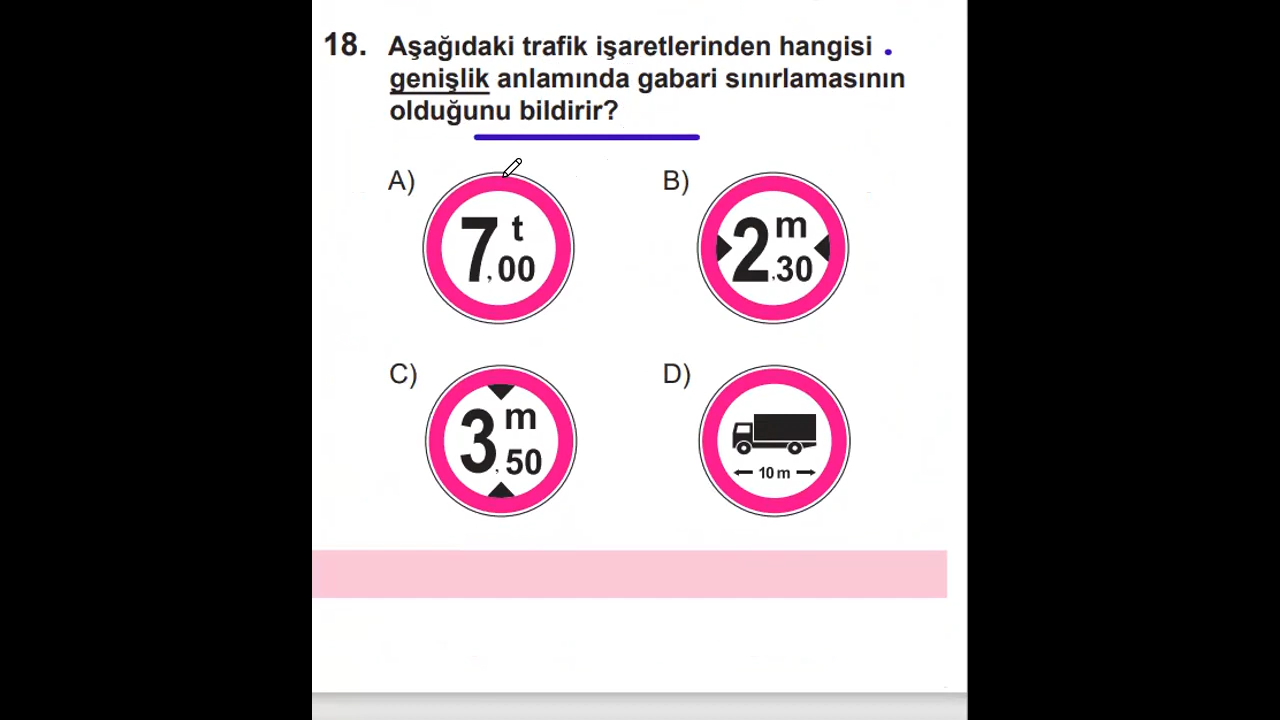 18. Aşağıdaki trafik işaretlerinden hangisi
genişlik anlamında gabari sınırlamasının
olduğunu bildirir?
A) 7,00 t
B) 2,30 m
C) 3,50 m
D) 10 m